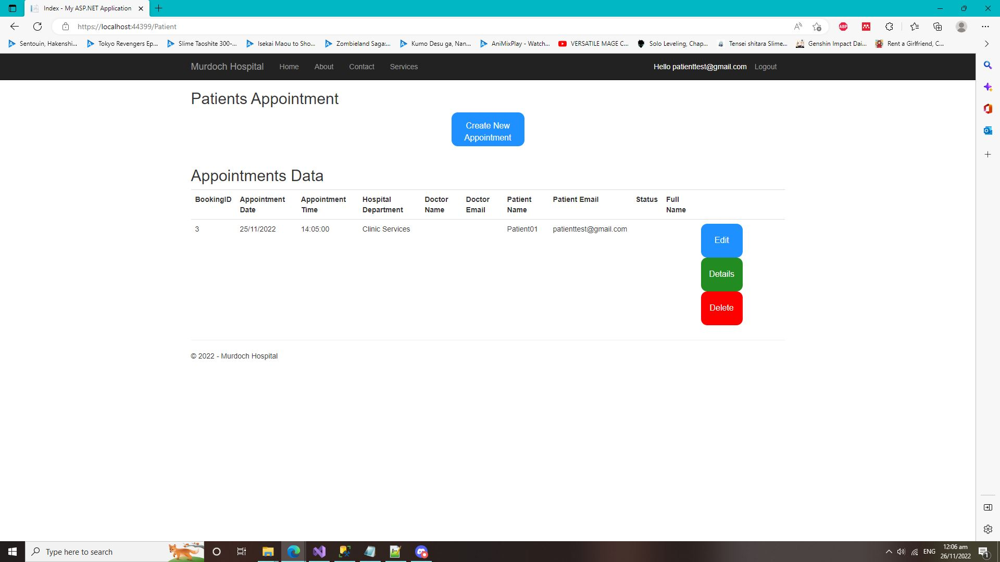 Index - My ASP.NET Application
https://localhost:44399/Patient
ABP
Sentouin, Hakenshi...
Tokyo Revengers Ep...
Slime Taoshite 300-...
Isekai Maou to Sho...
Zombieland Saga:...
Kumo Desu ga, Nan...
AniMixPlay - Watch...
VERSATILE MAGE C...
Solo Leveling, Chap...
Tensei shitara Slime...
Genshin Impact Dai...
Rent a Girlfriend, C...
Murdoch Hospital Home About Contact Services Hello patienttest@gmail.com Logout
Patients Appointment
Create New
Appointment
Appointments Data
BookingID Appointment Appointment Hospital Doctor Doctor Patient Patient Email Status Full
Date Time Department Name Email Name Name
3 25/11/2022 14:05:00 Clinic Services Patient01 patienttest@gmail.com
Edit
Details
Delete
© 2022 - Murdoch Hospital
Type here to search
ENG
12:06 am
26/11/2022
1